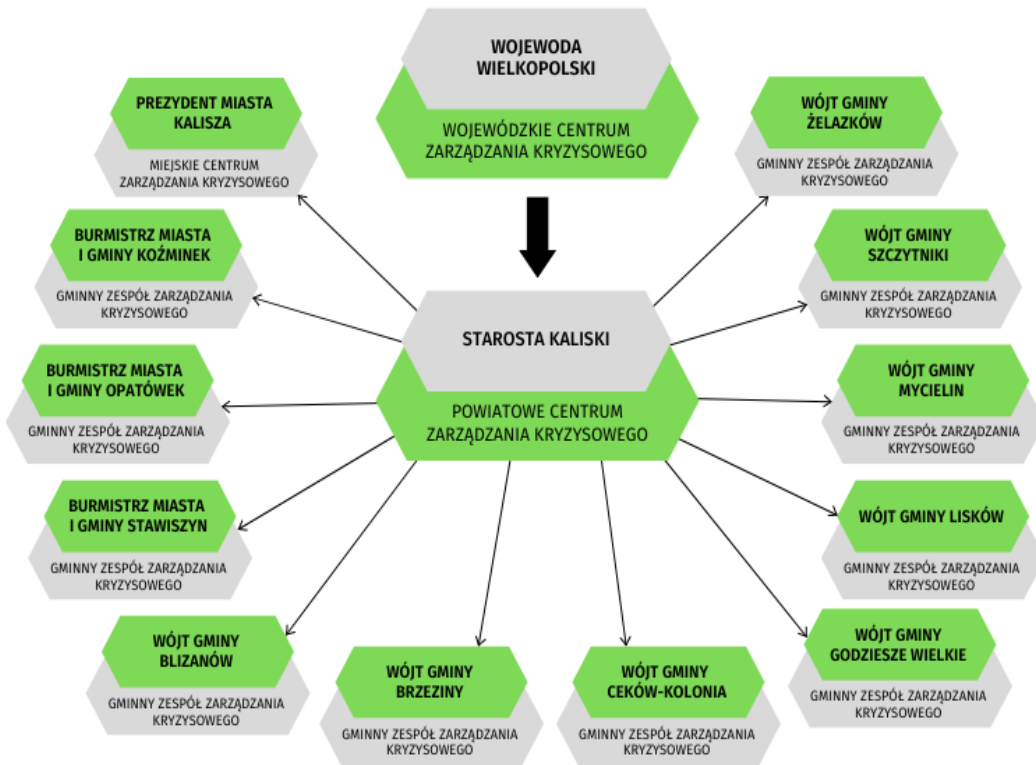 WOJEWODA
WIELKOPOLSKI
WOJEWÓDZKIE CENTRUM
ZARZĄDZANIA KRYZYSOWEGO
PREZYDENT MIASTA
KALISZA
MIEJSKIE CENTRUM
ZARZĄDZANIA KRYZYSOWEGO
WÓJT GMINY
ŻELAZKÓW
GMINNY ZESPÓŁ ZARZĄDZANIA
KRYZYSOWEGO
BURMISTRZ MIASTA
I GMINY KOŹMINEK
GMINNY ZESPÓŁ ZARZĄDZANIA
KRYZYSOWEGO
WÓJT GMINY
SZCZYTNIKI
GMINNY ZESPÓŁ ZARZĄDZANIA
KRYZYSOWEGO
STAROSTA KALISKI
POWIATOWE CENTRUM
ZARZĄDZANIA KRYZYSOWEGO
BURMISTRZ MIASTA
I GMINY OPATÓWEK
GMINNY ZESPÓŁ ZARZĄDZANIA
KRYZYSOWEGO
WÓJT GMINY
MYCIELIN
GMINNY ZESPÓŁ ZARZĄDZANIA
KRYZYSOWEGO
BURMISTRZ MIASTA
I GMINY STAWISZYN
GMINNY ZESPÓŁ ZARZĄDZANIA
KRYZYSOWEGO
WÓJT GMINY LISKÓW
GMINNY ZESPÓŁ ZARZĄDZANIA
KRYZYSOWEGO
WÓJT GMINY
BLIZANÓW
GMINNY ZESPÓŁ ZARZĄDZANIA
KRYZYSOWEGO
WÓJT GMINY
BRZEZINY
GMINNY ZESPÓŁ ZARZĄDZANIA
KRYZYSOWEGO
WÓJT GMINY
CEKÓW-KOLONIA
GMINNY ZESPÓŁ ZARZĄDZANIA
KRYZYSOWEGO
WÓJT GMINY
GODZIESZE WIELKIE
GMINNY ZESPÓŁ ZARZĄDZANIA
KRYZYSOWEGO